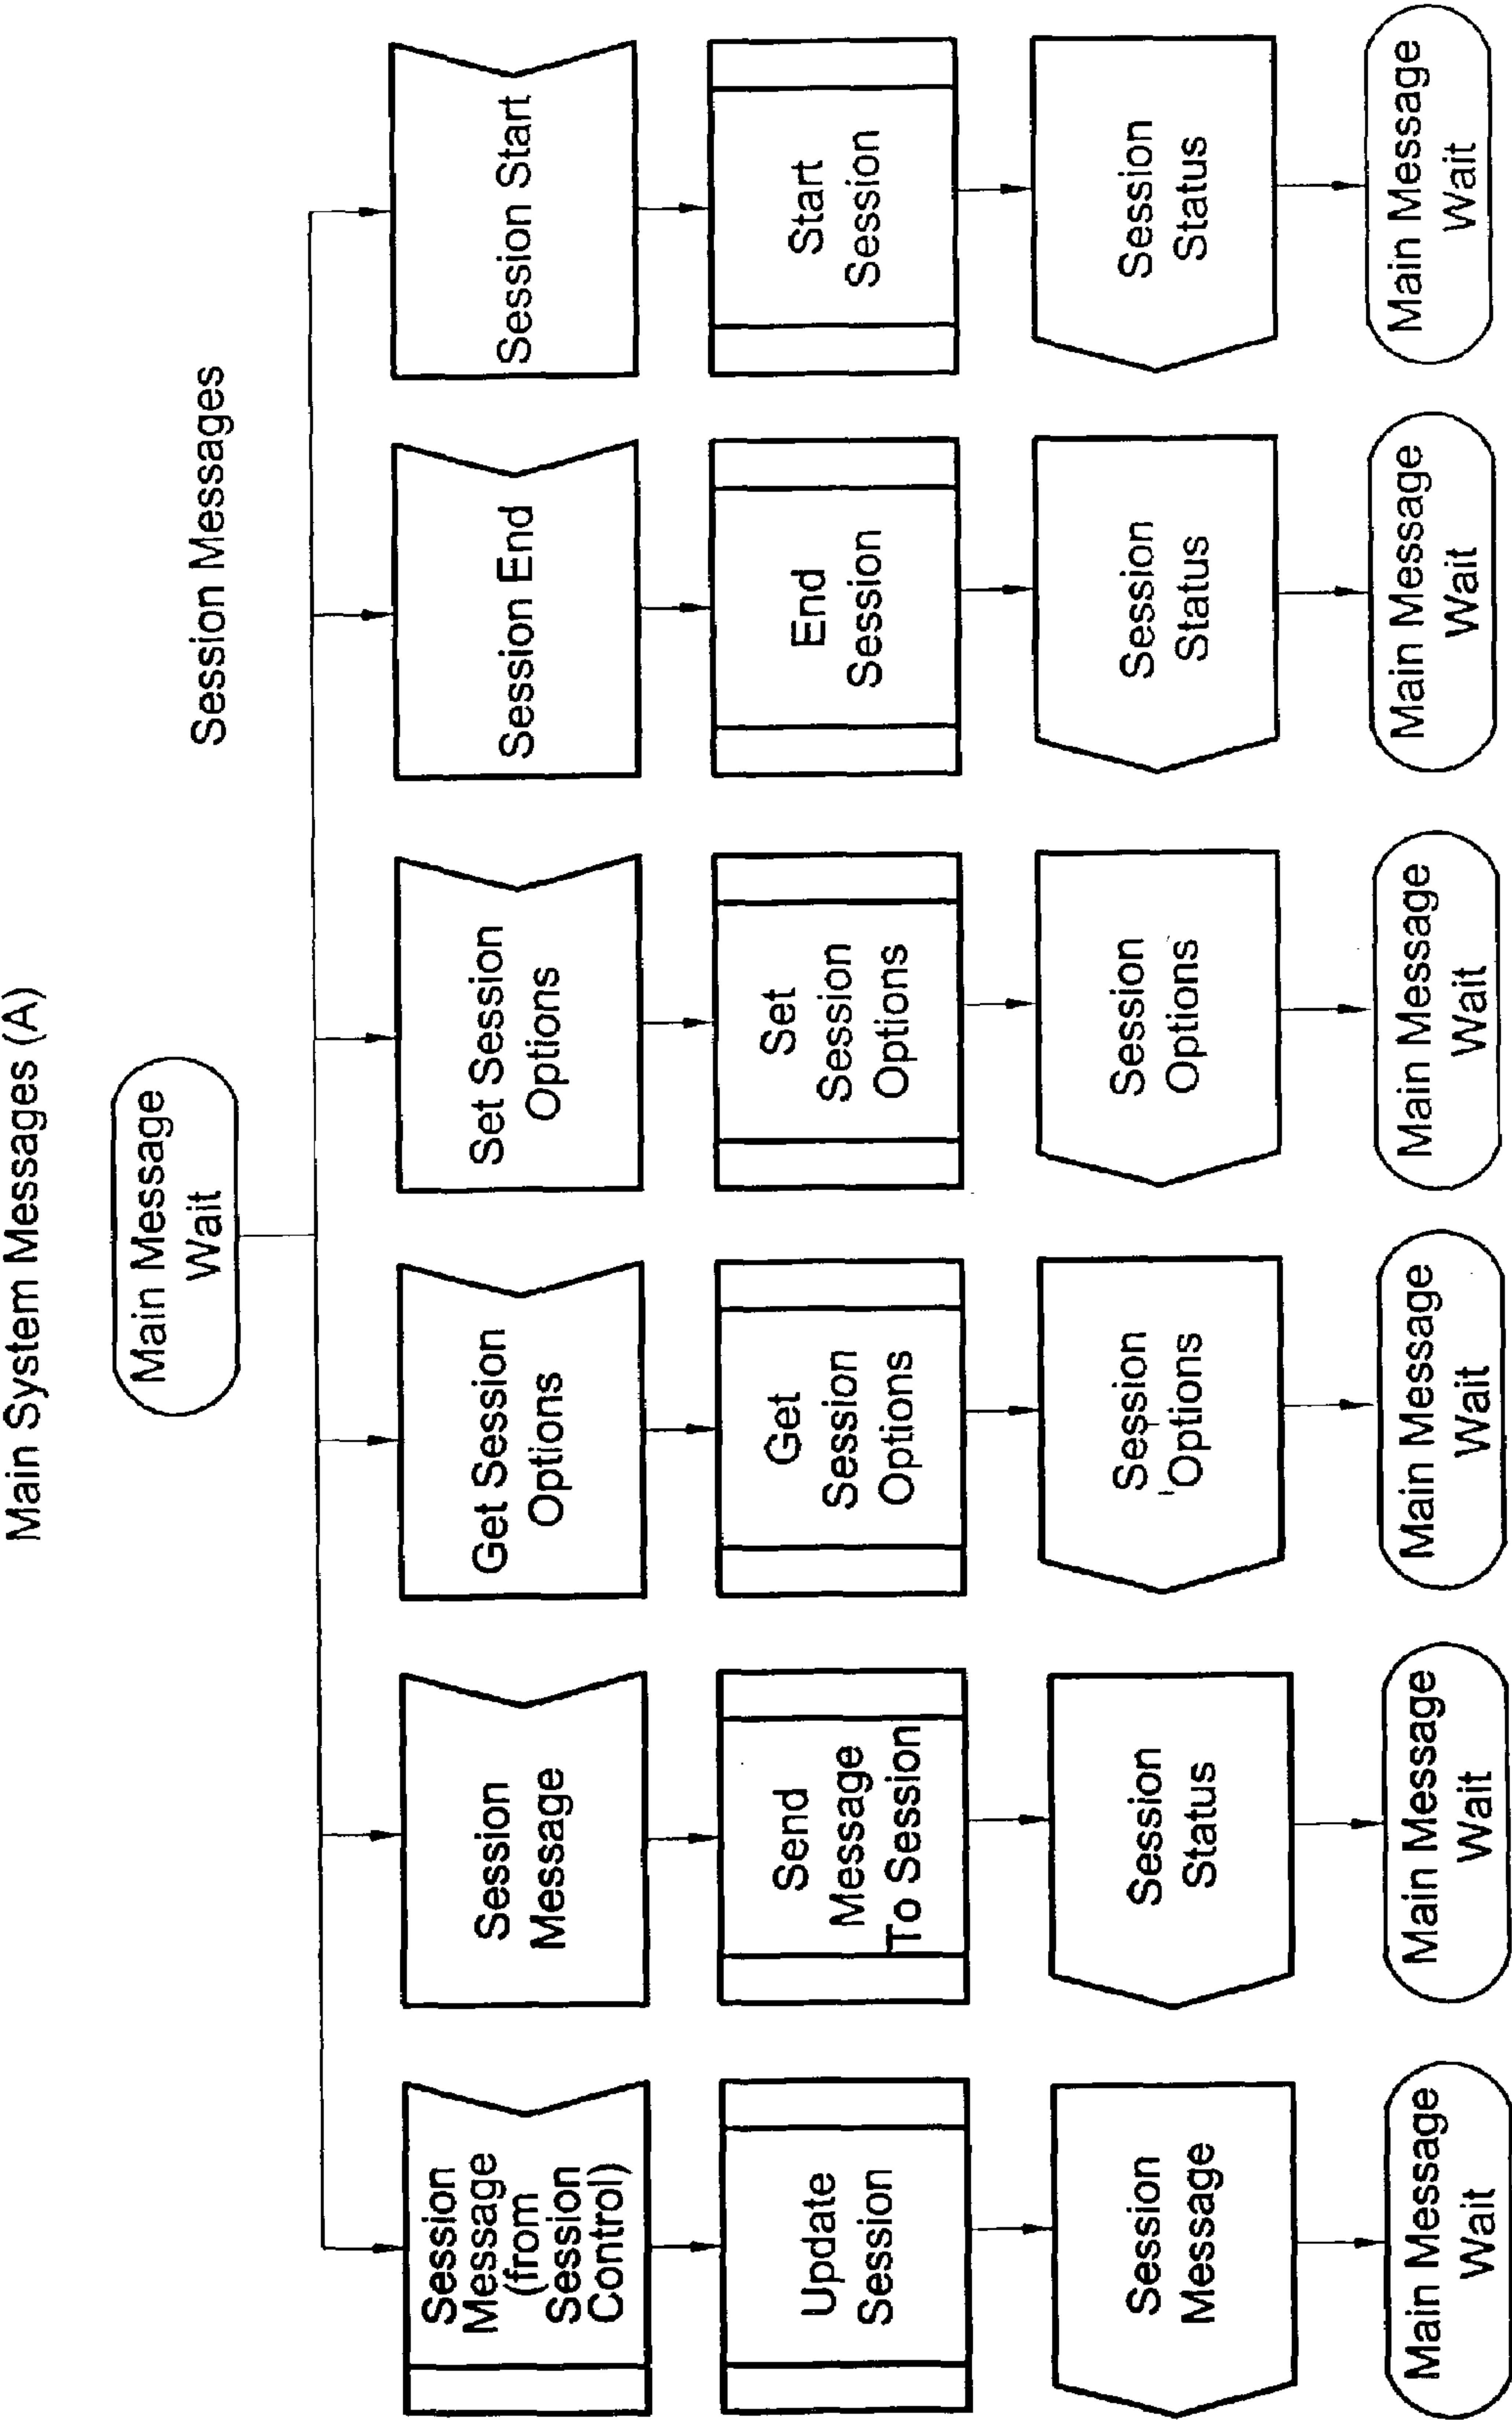 Main System Messages (A)
Main Message
Wait
Session Messages
Session
Message
(from
Session
Control)
Session
Message
Get Session
Options
Set Session
Options
Session End
Session Start
Update
Session
Send
Message
To Session
Get
Session
Options
Set
Session
Options
End
Session
Start
Session
Session
Message
Session
Status
Session
Options
Session
Options
Session
Status
Session
Status
Main Message
Wait
Main Message
Wait
Main Message
Wait
Main Message
Wait
Main Message
Wait
Main Message
Wait